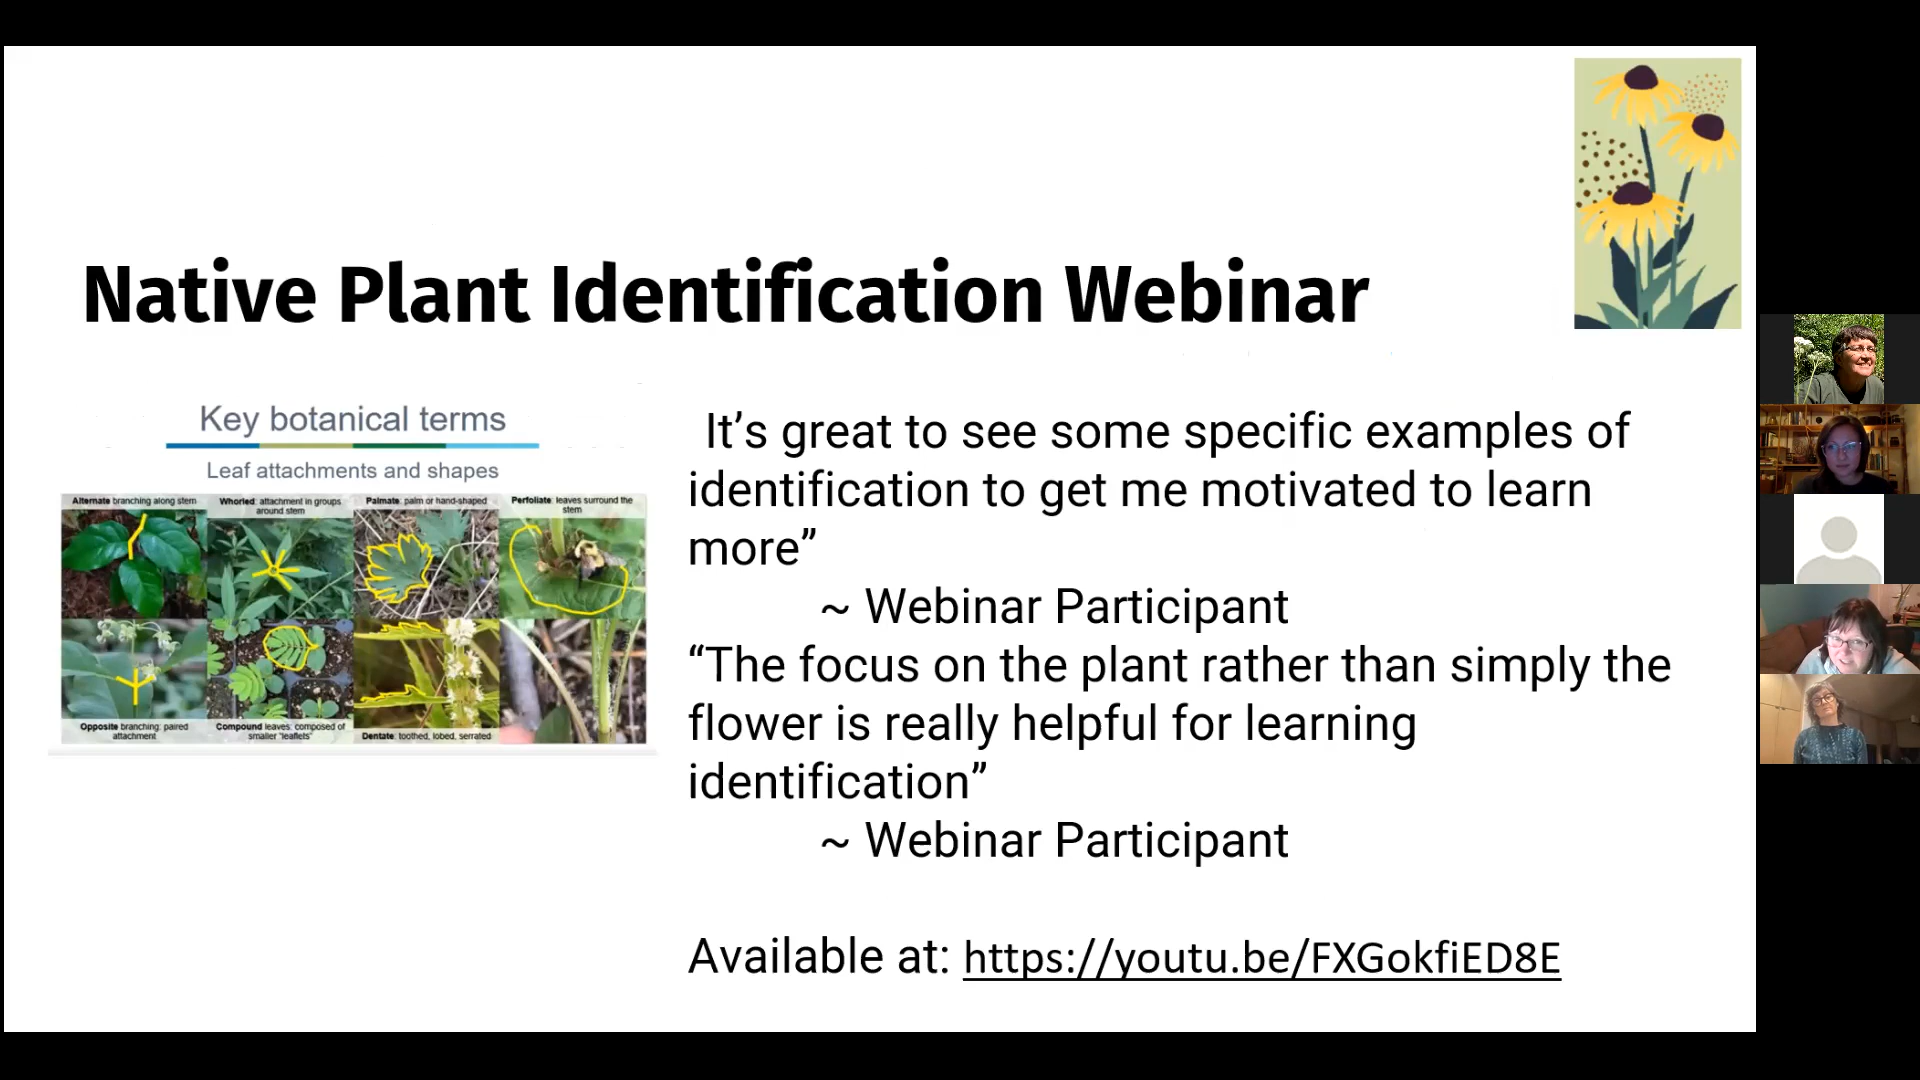 Native Plant Identification Webinar
Key botanical terms
Leaf attachments and shapes
Alternate branching along stem
Whorled: attachment in groups
around stem
Palmate: palm or hand-shaped
Perfoliate: leaves surround the
stem
Opposite branching: paired
attachment
Compound leaves: composed of
smaller "leaflets"
Dentate: toothed, lobed, serrated
It’s great to see some specific examples of
identification to get me motivated to learn
more”
~ Webinar Participant
“The focus on the plant rather than simply the
flower is really helpful for learning
identification”
~ Webinar Participant
Available at: https://youtu.be/FXGokfiED8E